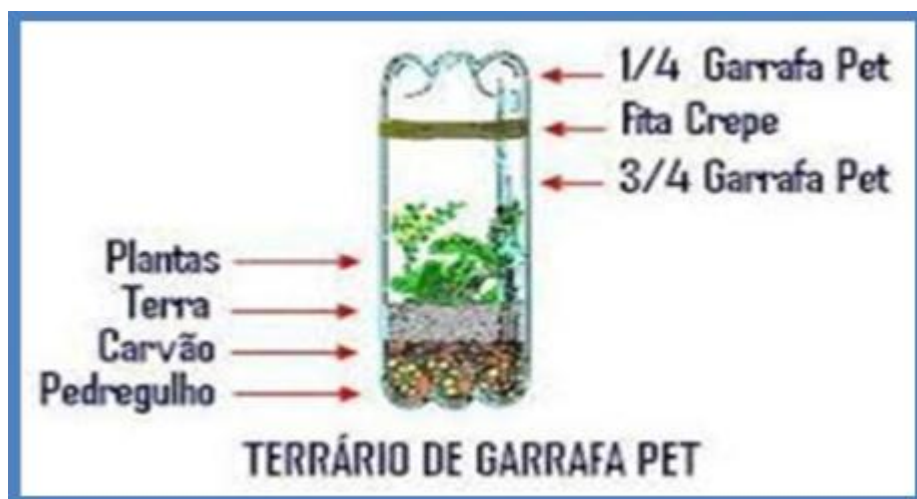 1/4 Garrafa Pet
Fita Crepe
3/4 Garrafa Pet
Plantas
Terra
Carvão
Pedregulho
TERRÁRIO DE GARRAFA PET